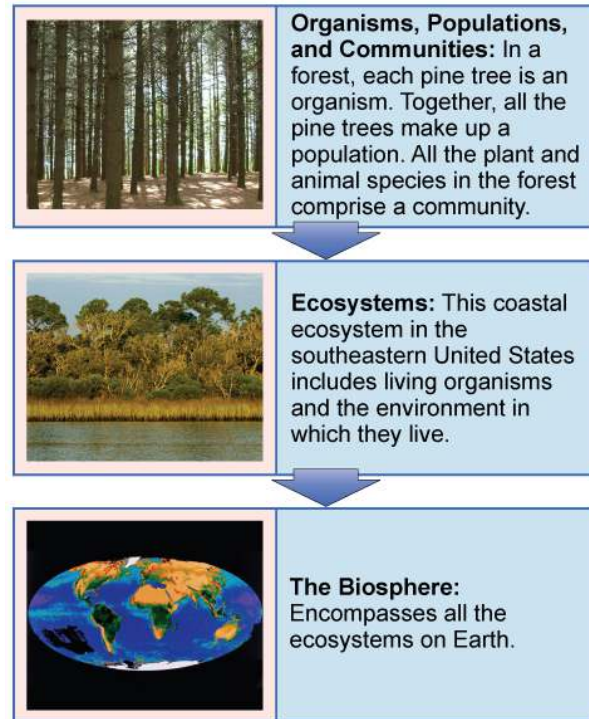 Organisms, Populations,
and Communities: In a
forest, each pine tree is an
organism. Together, all the
pine trees make up a
population. All the plant and
animal species in the forest
comprise a community.
Ecosystems: This coastal
ecosystem in the
southeastern United States
includes living organisms
and the environment in
which they live.
The Biosphere:
Encompasses all the
ecosystems on Earth.